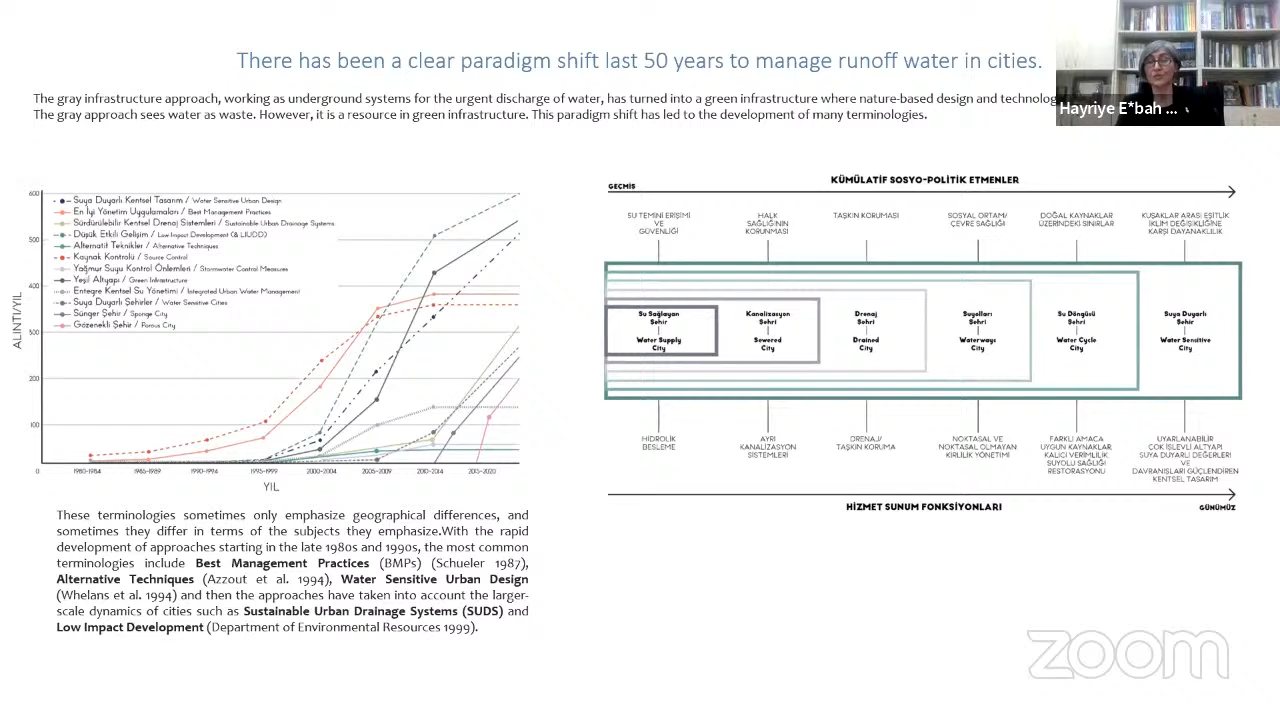 There has been a clear paradigm shift last 50 years to manage runoff water in cities.
The gray infrastructure approach, working as underground systems for the urgent discharge of water, has turned into a green infrastructure where nature-based design and
The gray approach sees water as waste. However, it is a resource in green infrastructure. This paradigm shift has led to the development of many terminologies.
Hayriye E*bah ...
600
500
400
300
200
100
0
ALINTI/YIL
Suya Duyarlı Kentsel Tasarım / Water Sensitive Urban Design
En İyi Yönetim Uygulamaları / Best Management Practices
Sürdürülebilir Kentsel Drenaj Sistemleri / Sustainable Urban Drainage Systems
Düşük Etkili Gelişim / Low Impact Development (& LIUDD)
Alternatif Teknikler / Alternative Techniques
Kaynak Kontrolü / Source Control
Yağmur Suyu Kontrol Önlemleri / Stormwater Control Measures
Yeşil Altyapı / Green Infrastructure
Entegre Kentsel Su Yönetimi / Integrated Urban Water Management
Suya Duyarlı Şehirler / Water Sensitive Cities
Sünger Şehir / Sponge City
Gözenekli Şehir / Porous City
1980-1984 1985-1989 1990-1994 1995-1999 2000-2004 2005-2009 2010-2014 2015-2020
YIL
These terminologies sometimes only emphasize geographical differences, and
sometimes they differ in terms of the subjects they emphasize.With the rapid
development of approaches starting in the late 1980s and 1990s, the most common
terminologies include Best Management Practices (BMPs) (Schueler 1987),
Alternative Techniques (Azzout et al. 1994), Water Sensitive Urban Design
(Whelans et al. 1994) and then the approaches have taken into account the larger-
scale dynamics of cities such as Sustainable Urban Drainage Systems (SUDS) and
Low Impact Development (Department of Environmental Resources 1999).
KÜMÜLATİF SOSYO-POLİTİK ETMENLER
GEÇMİŞ
SU TEMİNİ ERİŞİMİ
VE
GÜVENLİĞİ
HALK
SAĞLIĞININ
KORUNMASI
TAŞKIN KORUMASI
SOSYAL ORTAM/
ÇEVRE SAĞLIĞI
DOĞAL KAYNAKLAR
ÜZERİNDEKİ SINIRLAR
KUŞAKLAR ARASI EŞİTLİK
İKLİM DEĞİŞİKLİĞİNE
KARŞI DAYANAKLILIK
Su Sağlayan
Şehir
Water Supply
City
Kanalizasyon
Şehri
Sewered
City
Drenaj
Şehri
Drained
City
Suyolları
Şehri
Waterways
City
Su Döngüsü
Şehri
Water Cycle
City
Suya Duyarlı
Şehir
Water Sensitive
City
HİDROLİK
BESLEME
AYRI
KANALİZASYON
SİSTEMLERİ
DRENAJ/
TAŞKIN KORUMA
NOKTASAL VE
NOKTASAL OLMAYAN
KİRLİLİK YÖNETİMİ
FARKLI AMACA
UYGUN KAYNAKLAR,
KALICI VERİMLİLİK,
SUYOLU SAĞLIĞI
RESTORASYONU
UYARLANABİLİR
ÇOK İŞLEVLİ ALTYAPI
SUYA DUYARLI DEĞERLERİ
VE
DAVRANIŞLARI GÜÇLENDİREN
KENTSEL TASARIM
HİZMET SUNUM FONKSİYONLARI
GÜNÜMÜZ
zoom